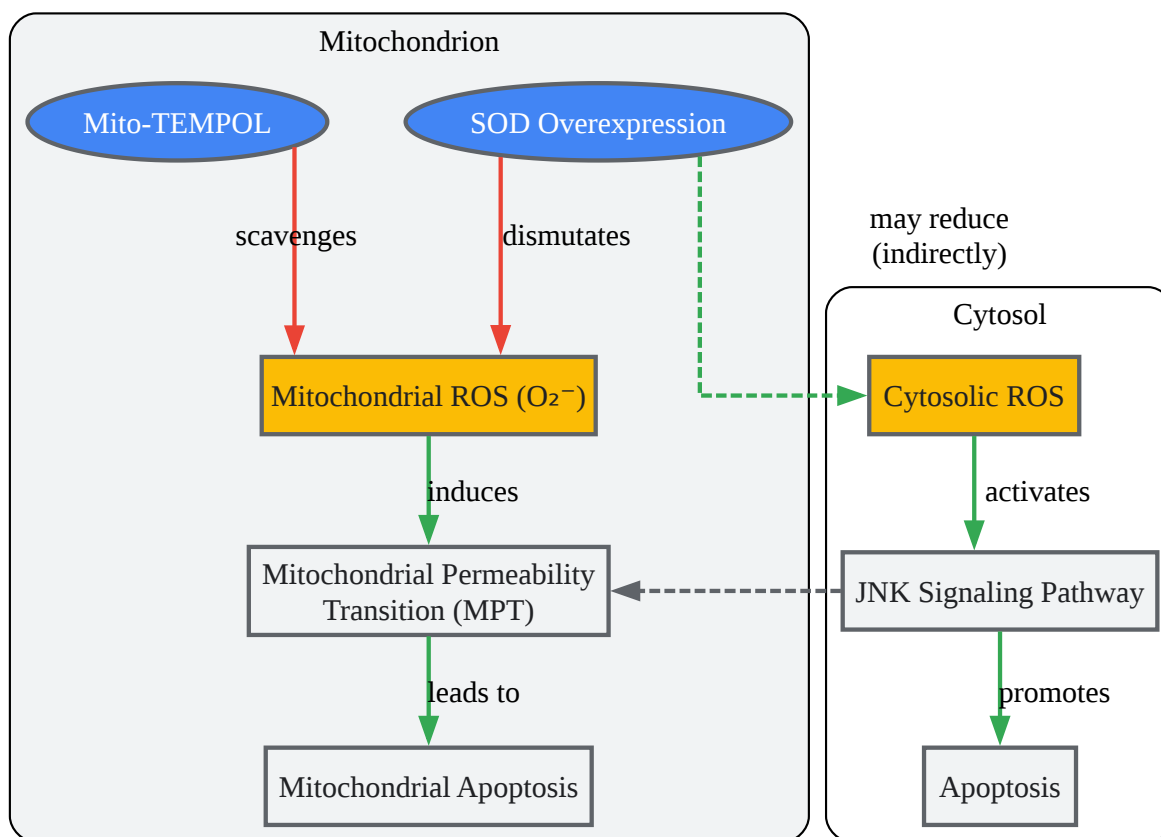 Mitochondrion
Mito-TEMPOL
SOD Overexpression
scavenges
dismutates
may reduce
(indirectly)
Cytosol
Mitochondrial ROS (O₂⁻)
Cytosolic ROS
induces
activates
Mitochondrial Permeability
Transition (MPT)
JNK Signaling Pathway
leads to
promotes
Mitochondrial Apoptosis
Apoptosis